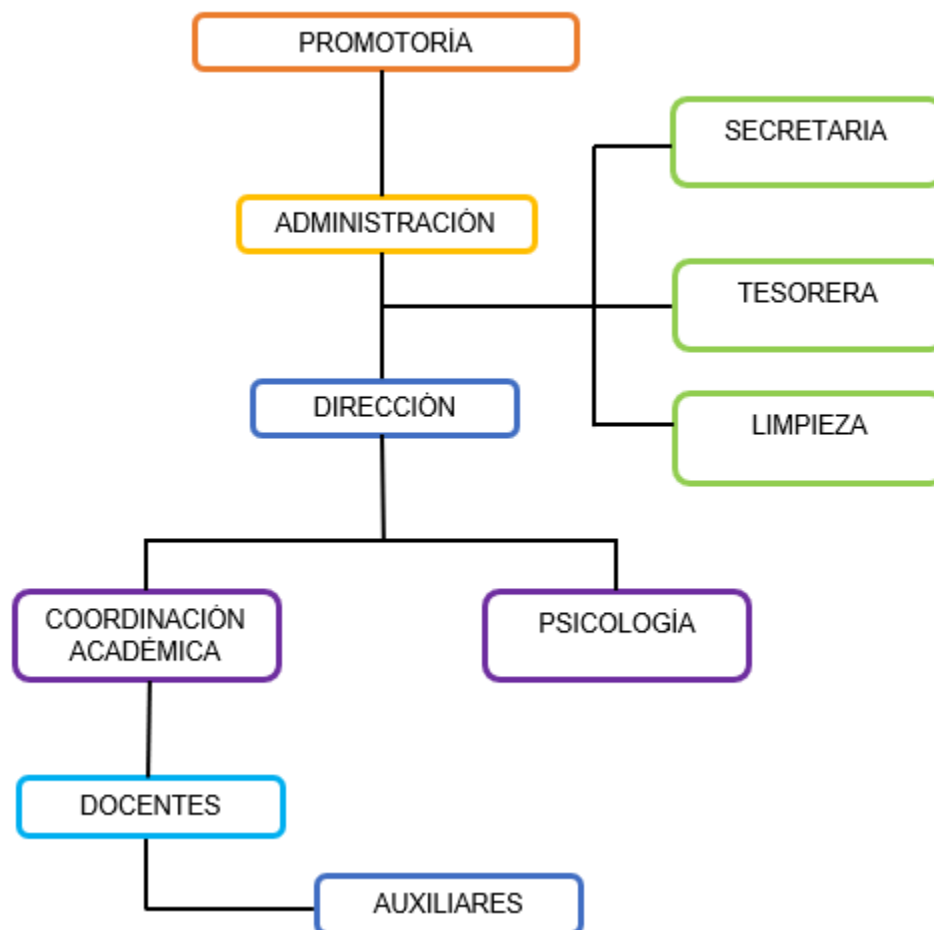 PROMOTORÍA
SECRETARIA
ADMINISTRACIÓN
TESORERA
DIRECCIÓN
LIMPIEZA
COORDINACIÓN
ACADÉMICA
PSICOLOGÍA
DOCENTES
AUXILIARES